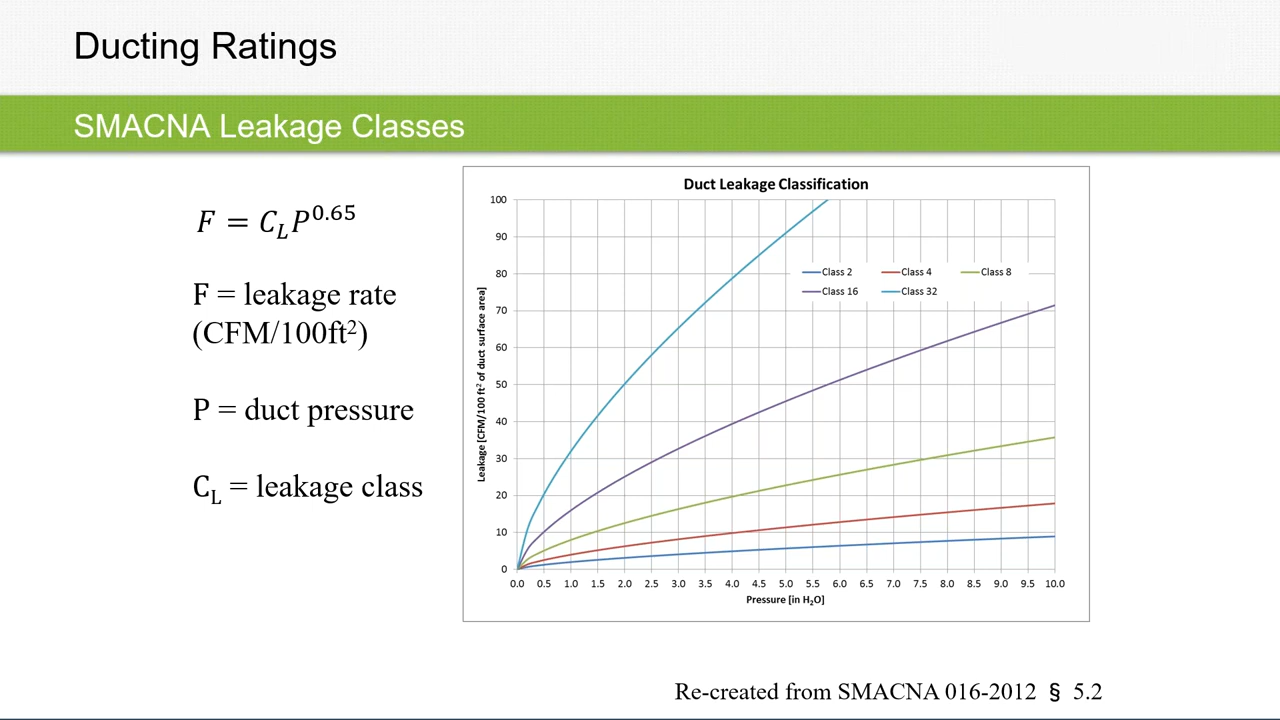 Ducting Ratings
SMACNA Leakage Classes
F = C_L P^0.65
F = leakage rate
(CFM/100ft²)
P = duct pressure
C_L = leakage class
Duct Leakage Classification
Leakage [CFM/100 ft² of duct surface area]
100
90
80
70
60
50
40
30
20
10
0
Class 2 Class 4 Class 8
Class 16 Class 32
0.0 0.5 1.0 1.5 2.0 2.5 3.0 3.5 4.0 4.5 5.0 5.5 6.0 6.5 7.0 7.5 8.0 8.5 9.0 9.5 10.0
Pressure [in H₂O]
Re-created from SMACNA 016-2012 § 5.2